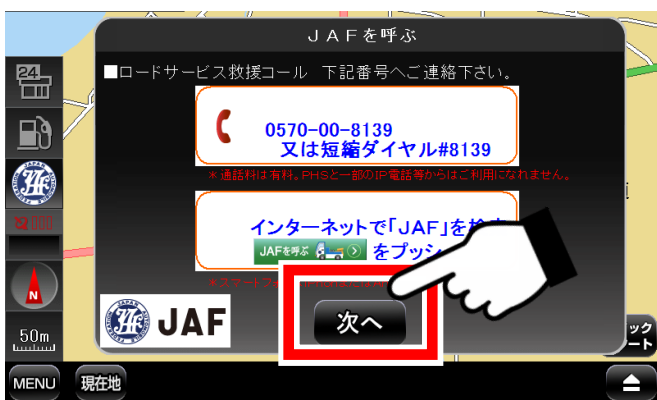 JAFを呼ぶ
■ロードサービス救援コール 下記番号へご連絡下さい。
0570-00-8139
又は短縮ダイヤル#8139
*通話料は有料。PHSと一部のIP電話等からはご利用になれません。
インターネットで「JAF」を
JAFを呼ぶ
をプッシ
*スマートフォン
JAF
次へ
24
N
50m
ック
ート
MENU
現在地